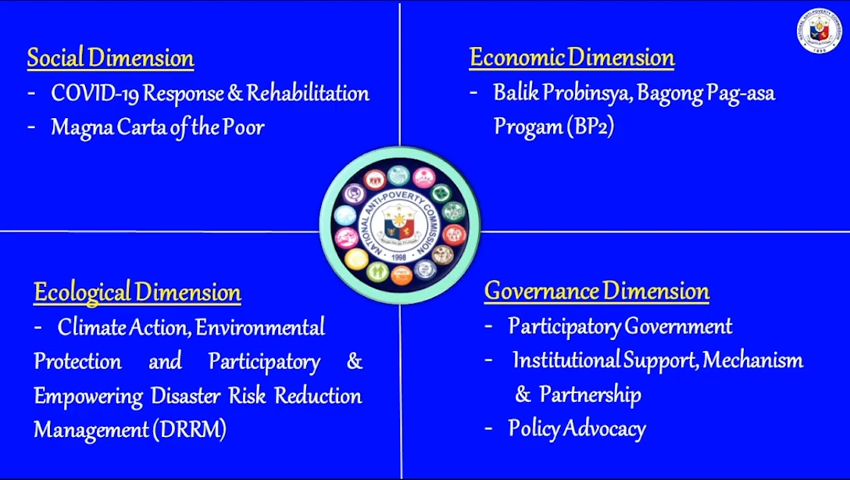 Social Dimension
- COVID-19 Response & Rehabilitation
- Magna Carta of the Poor
Economic Dimension
- Balik Probinsya, Bagong Pag-asa
Progam (BP2)
NATIONAL ANTI-POVERTY COMMISSION
1998
Ecological Dimension
- Climate Action, Environmental
Protection and Participatory &
Empowering Disaster Risk Reduction
Management (DRRM)
Governance Dimension
- Participatory Government
- Institutional Support, Mechanism
& Partnership
- Policy Advocacy